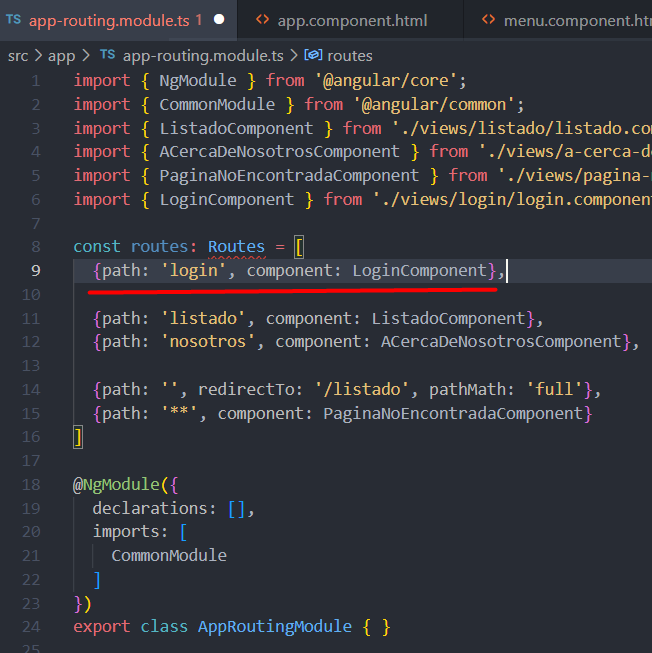 TS app-routing.module.ts 1 ● <> app.component.html <> menu.component.ht
src > app > TS app-routing.module.ts > routes
1 import { NgModule } from '@angular/core';
2 import { CommonModule } from '@angular/common';
3 import { ListadoComponent } from './views/listado/listado.co
4 import { ACercaDeNosotrosComponent } from './views/a-cerca-d
5 import { PaginaNoEncontradaComponent } from './views/pagina-
6 import { LoginComponent } from './views/login/login.component
7
8 const routes: Routes = [
9 {path: 'login', component: LoginComponent},
10
11 {path: 'listado', component: ListadoComponent},
12 {path: 'nosotros', component: ACercaDeNosotrosComponent},
13
14 {path: '', redirectTo: '/listado', pathMath: 'full'},
15 {path: '**', component: PaginaNoEncontradaComponent}
16 ]
17
18 @NgModule({
19 declarations: [],
20 imports: [
21 CommonModule
22 ]
23 })
24 export class AppRoutingModule { }
25